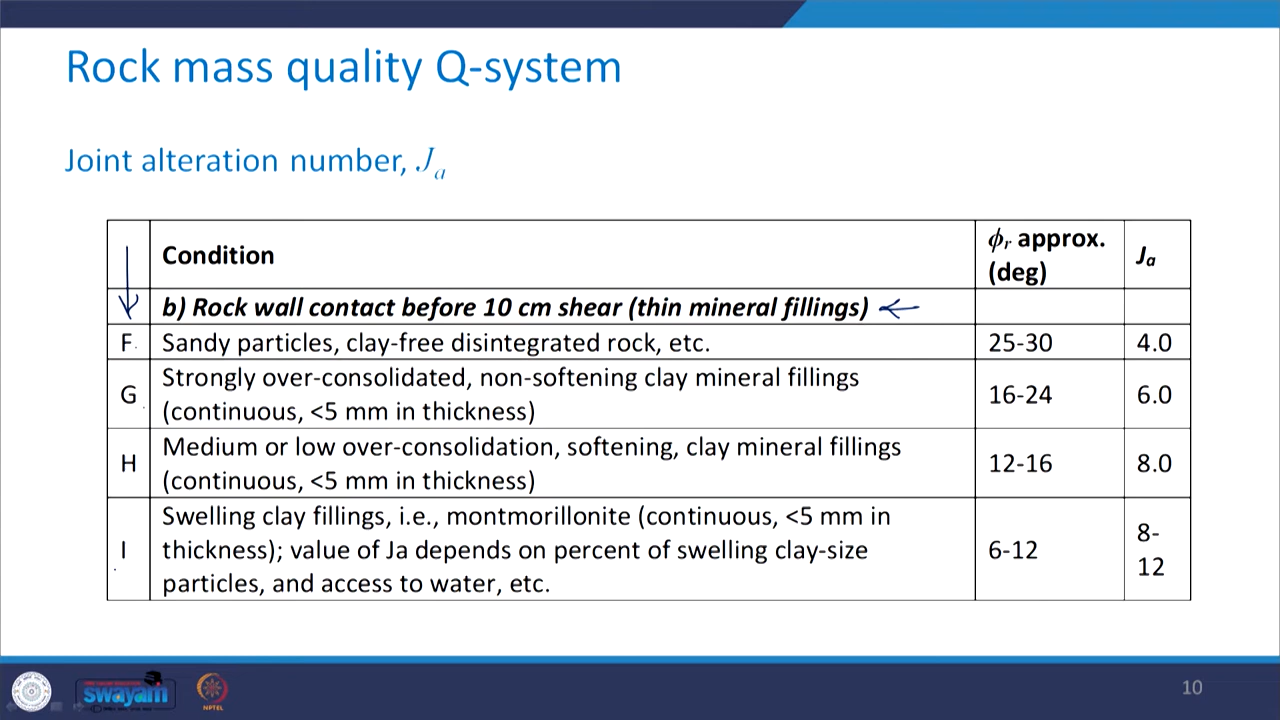 Rock mass quality Q-system
Joint alteration number, Ja
Condition
ϕr approx.
(deg)
Ja
b) Rock wall contact before 10 cm shear (thin mineral fillings)
F
Sandy particles, clay-free disintegrated rock, etc.
25-30
4.0
G
Strongly over-consolidated, non-softening clay mineral fillings
(continuous, <5 mm in thickness)
16-24
6.0
H
Medium or low over-consolidation, softening, clay mineral fillings
(continuous, <5 mm in thickness)
12-16
8.0
I
Swelling clay fillings, i.e., montmorillonite (continuous, <5 mm in
thickness); value of Ja depends on percent of swelling clay-size
particles, and access to water, etc.
6-12
8-
12
swayam
NPTEL
10